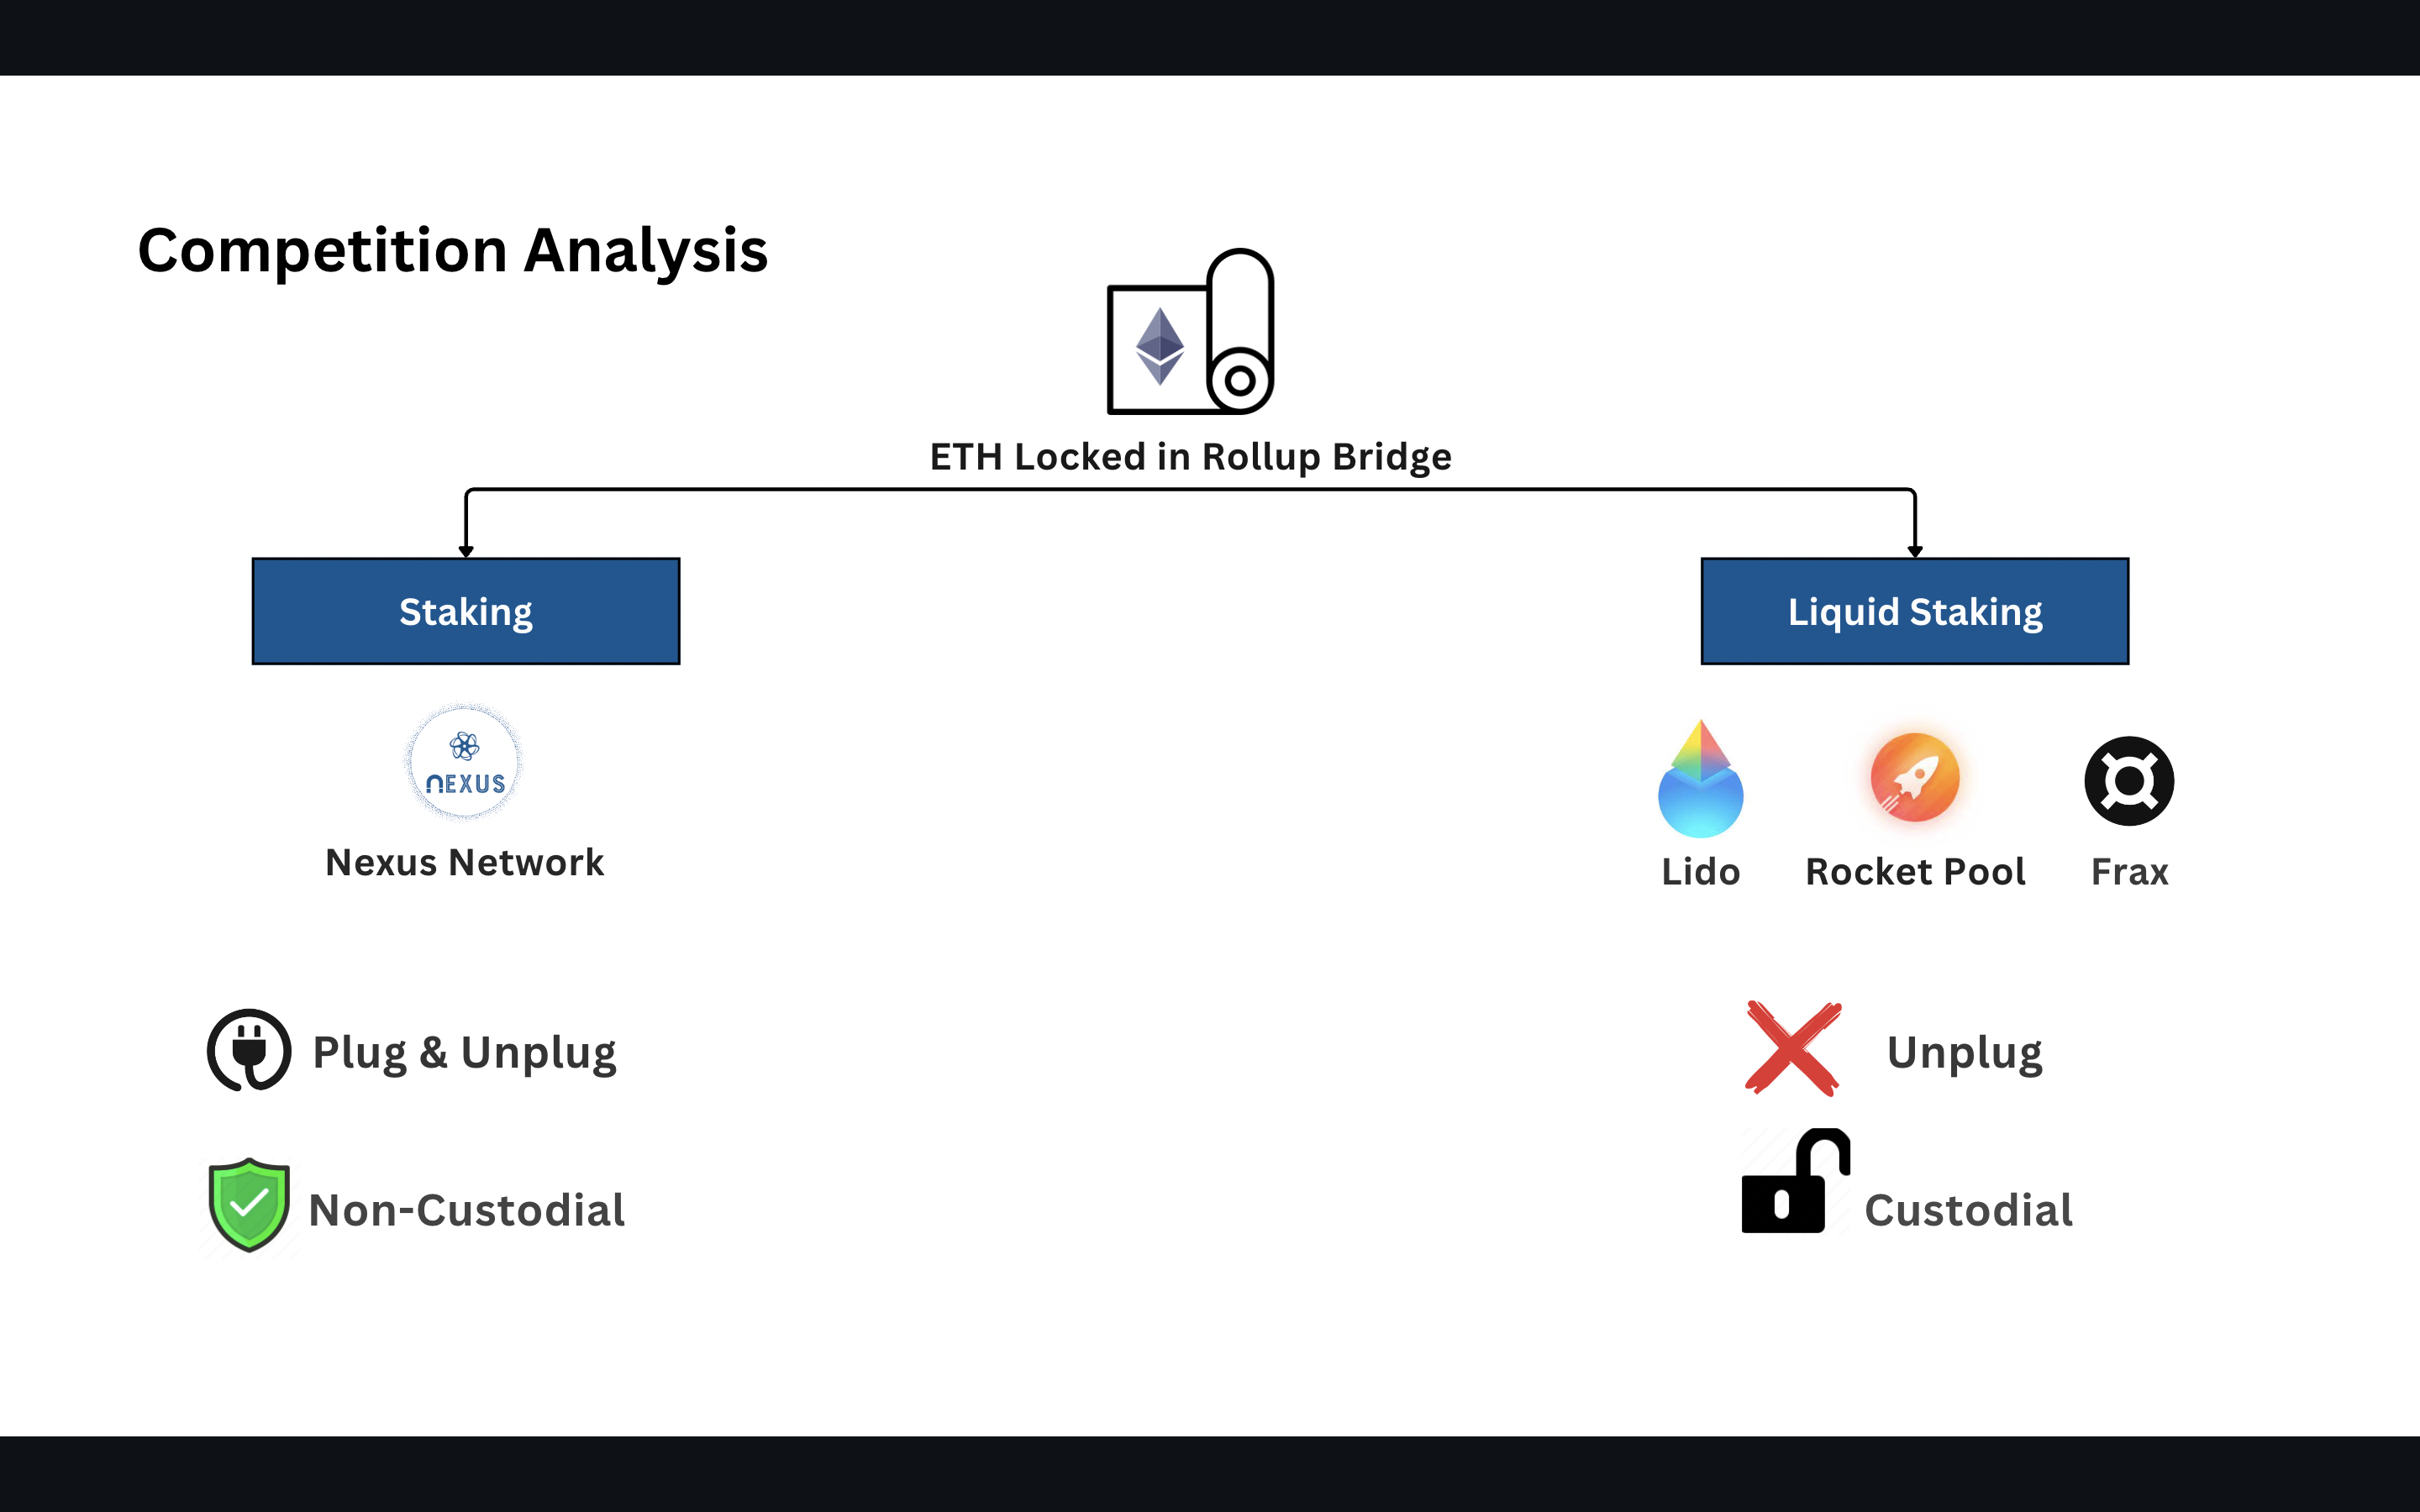 Competition Analysis
ETH Locked in Rollup Bridge
Staking
Liquid Staking
nEXUS
Nexus Network
Lido
Rocket Pool
Frax
Plug & Unplug
Unplug
Non-Custodial
Custodial